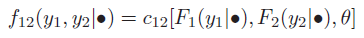 f₁₂(y₁, y₂|●) = c₁₂[F₁(y₁|●), F₂(y₂|●), θ]